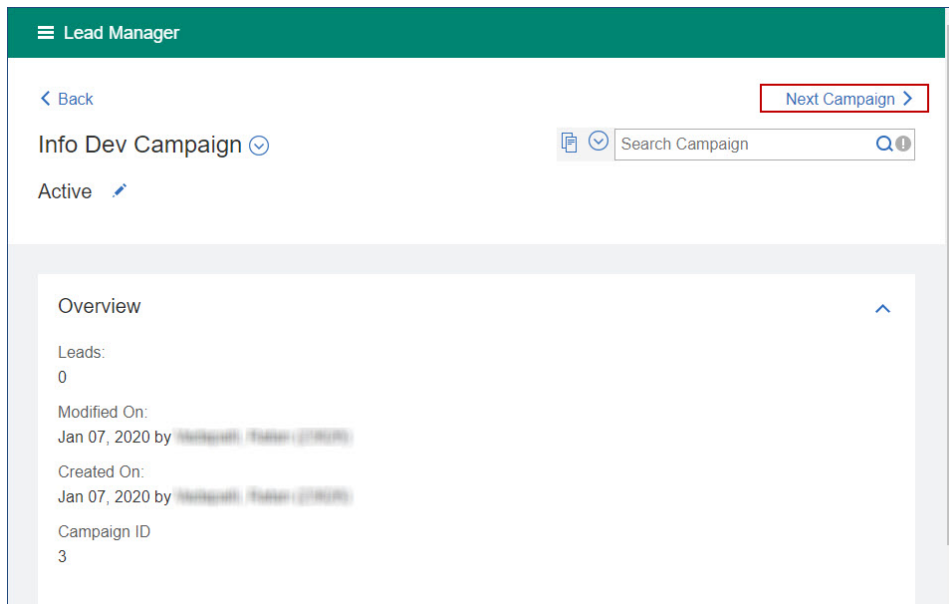 Lead Manager
Back
Next Campaign
Info Dev Campaign
Search Campaign
Active
Overview
Leads:
0
Modified On:
Jan 07, 2020 by
Created On:
Jan 07, 2020 by
Campaign ID
3